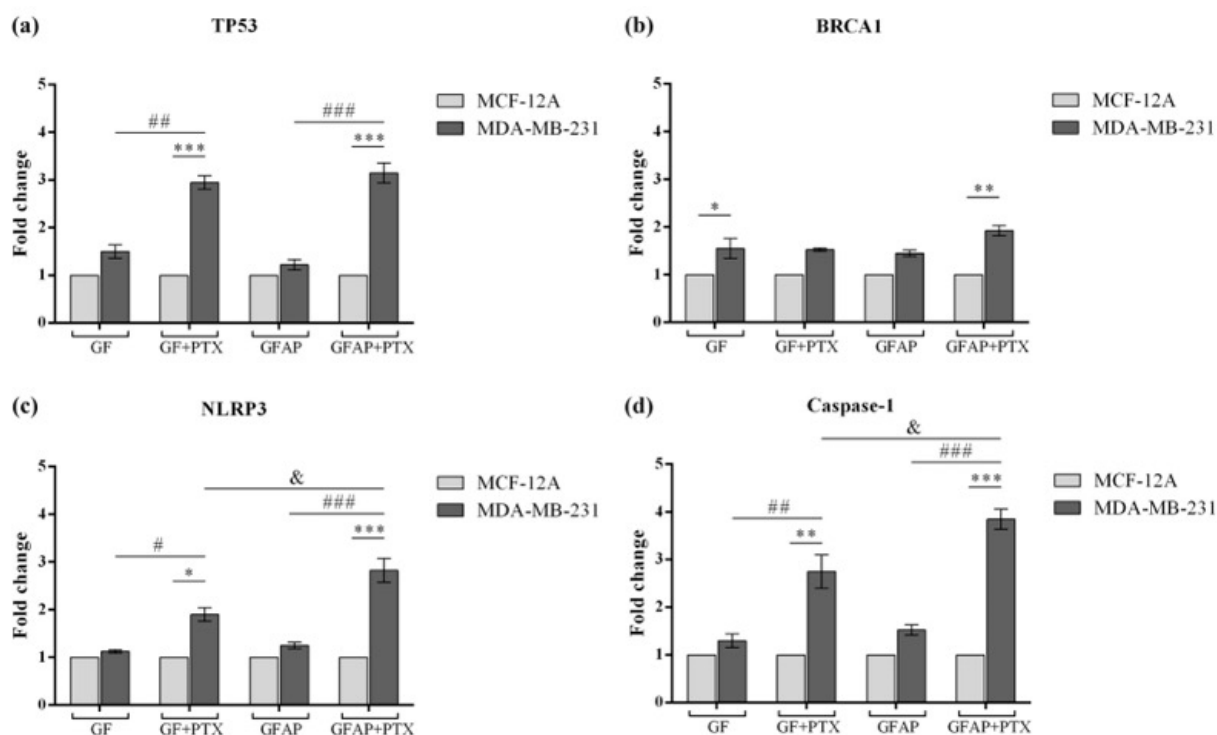 (a)
TP53
5
4
3
2
1
0
Fold change
##
***
###
***
GF
GF+PTX
GFAP
GFAP+PTX
MCF-12A
MDA-MB-231
(b)
BRCA1
5
4
3
2
1
0
Fold change
*
**
GF
GF+PTX
GFAP
GFAP+PTX
MCF-12A
MDA-MB-231
(c)
NLRP3
5
4
3
2
1
0
Fold change
&
###
***
#
*
GF
GF+PTX
GFAP
GFAP+PTX
MCF-12A
MDA-MB-231
(d)
Caspase-1
5
4
3
2
1
0
Fold change
&
###
***
##
**
GF
GF+PTX
GFAP
GFAP+PTX
MCF-12A
MDA-MB-231